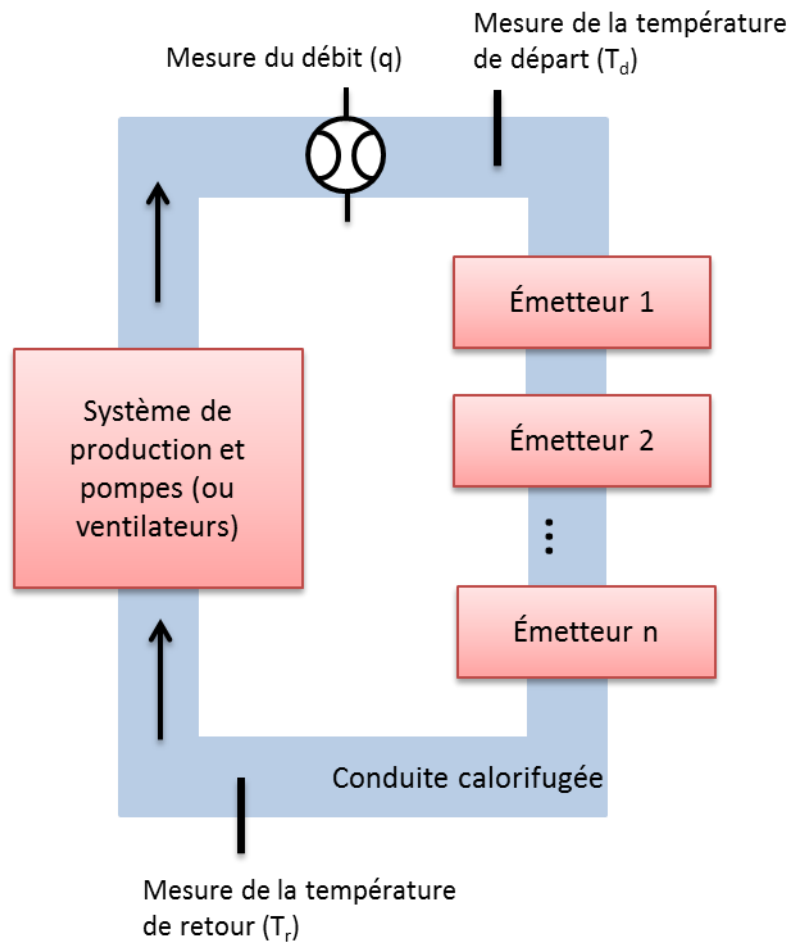 Mesure de la température
de départ (Td)
Mesure du débit (q)
Émetteur 1
Système de
production et
pompes (ou
ventilateurs)
Émetteur 2
⋮
Émetteur n
Conduite calorifugée
Mesure de la température
de retour (Tr)